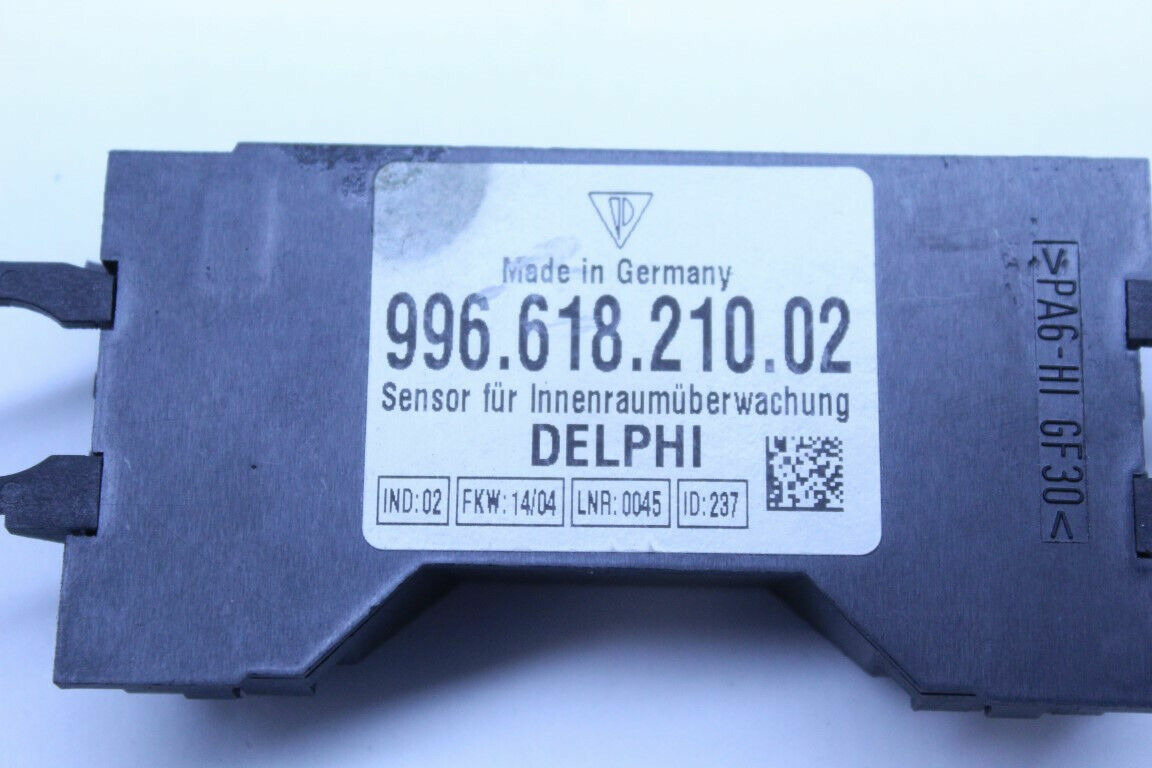 Made in Germany
996.618.210.02
Sensor für Innenraumüberwachung
DELPHI
IND:02 FKW:14/04 LNR:0045 ID:237
>PA6-HI GF30<